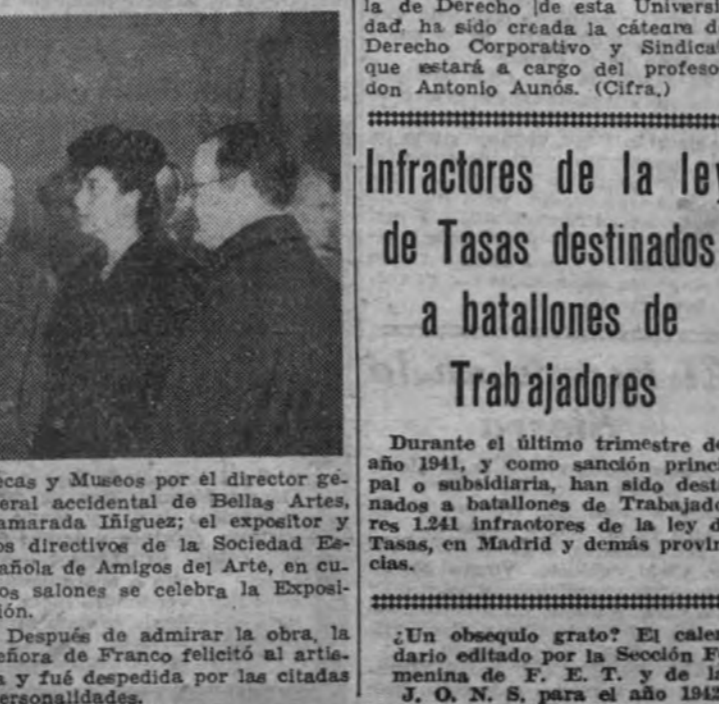 ecas y Museos por el director ge-
eral accidental de Bellas Artes,
amarada Iñiguez; el expositor y
os directivos de la Sociedad Es-
añola de Amigos del Arte, en cu-
os salones se celebra la Exposi-
ión.
Después de admirar la obra, la
eñora de Franco felicitó al artis-
a y fué despedida por las citadas
ersonalidades.
la de Derecho de esta Universi
dad, ha sido creada la cátedra d
Derecho Corporativo y Sindical
que estará a cargo del profeso
don Antonio Aunós. (Cifra.)
Infractores de la ley
de Tasas destinados
a batallones de
Trabajadores
Durante el último trimestre de
año 1941, y como sanción princi
pal o subsidiaria, han sido desti
nados a batallones de Trabajado
res 1.241 infractores de la ley d
Tasas, en Madrid y demás provin
cias.
¿Un obsequio grato? El calen
dario editado por la Sección Fe
menina de F. E. T. y de la
J. O. N. S. para el año 1942